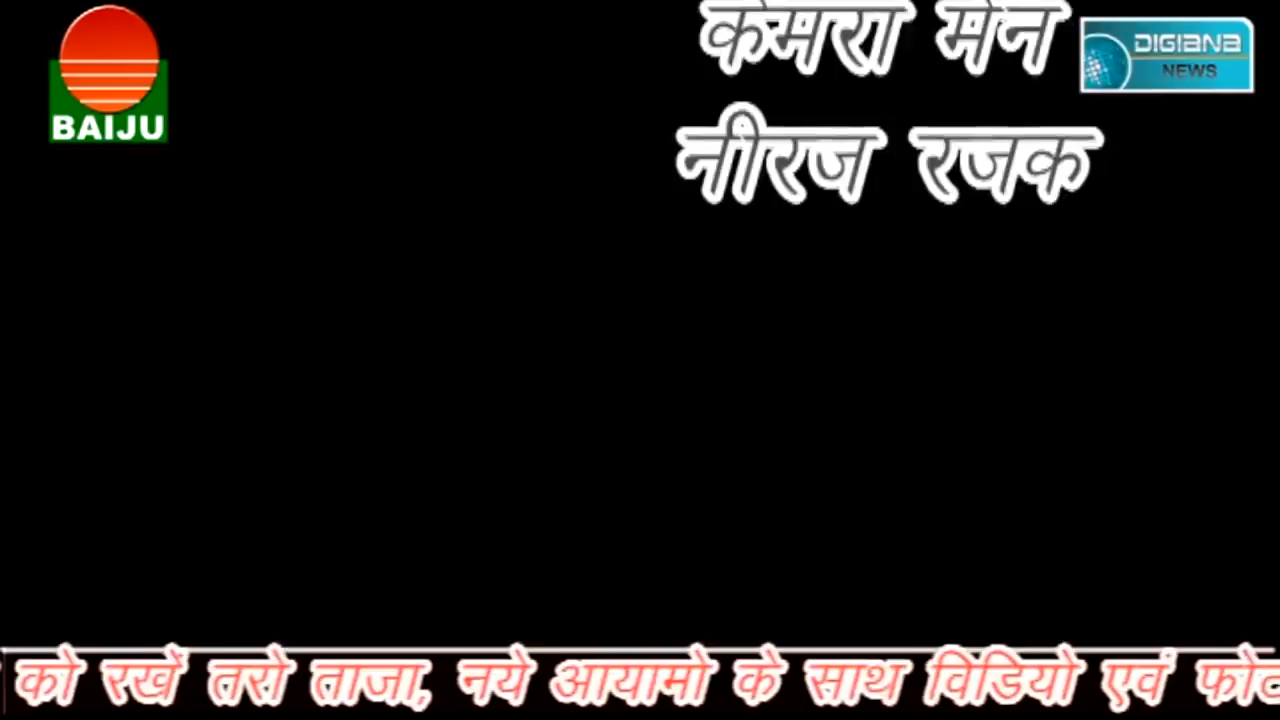 कैमरा मेन
DIGIANA
NEWS
BAIJU
नीरज रजक
को रखें तरो ताजा, नये आयामो के साथ विडियो एवं